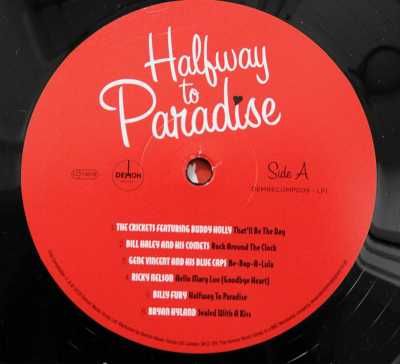 Halfway
to
Paradise
DEMON
Side A
THE CRICKETS FEATURING BUDDY HOLLY That'll Be The Day
BILL HALEY AND HIS COMETS Rock Around The Clock
GENE VINCENT AND HIS BLUE CAPS Be-Bop-A-Lula
RICKY NELSON Hello Mary Lou (Goodbye Heart)
BILLY FURY Halfway To Paradise
BRYAN HYLAND Sealed With A Kiss